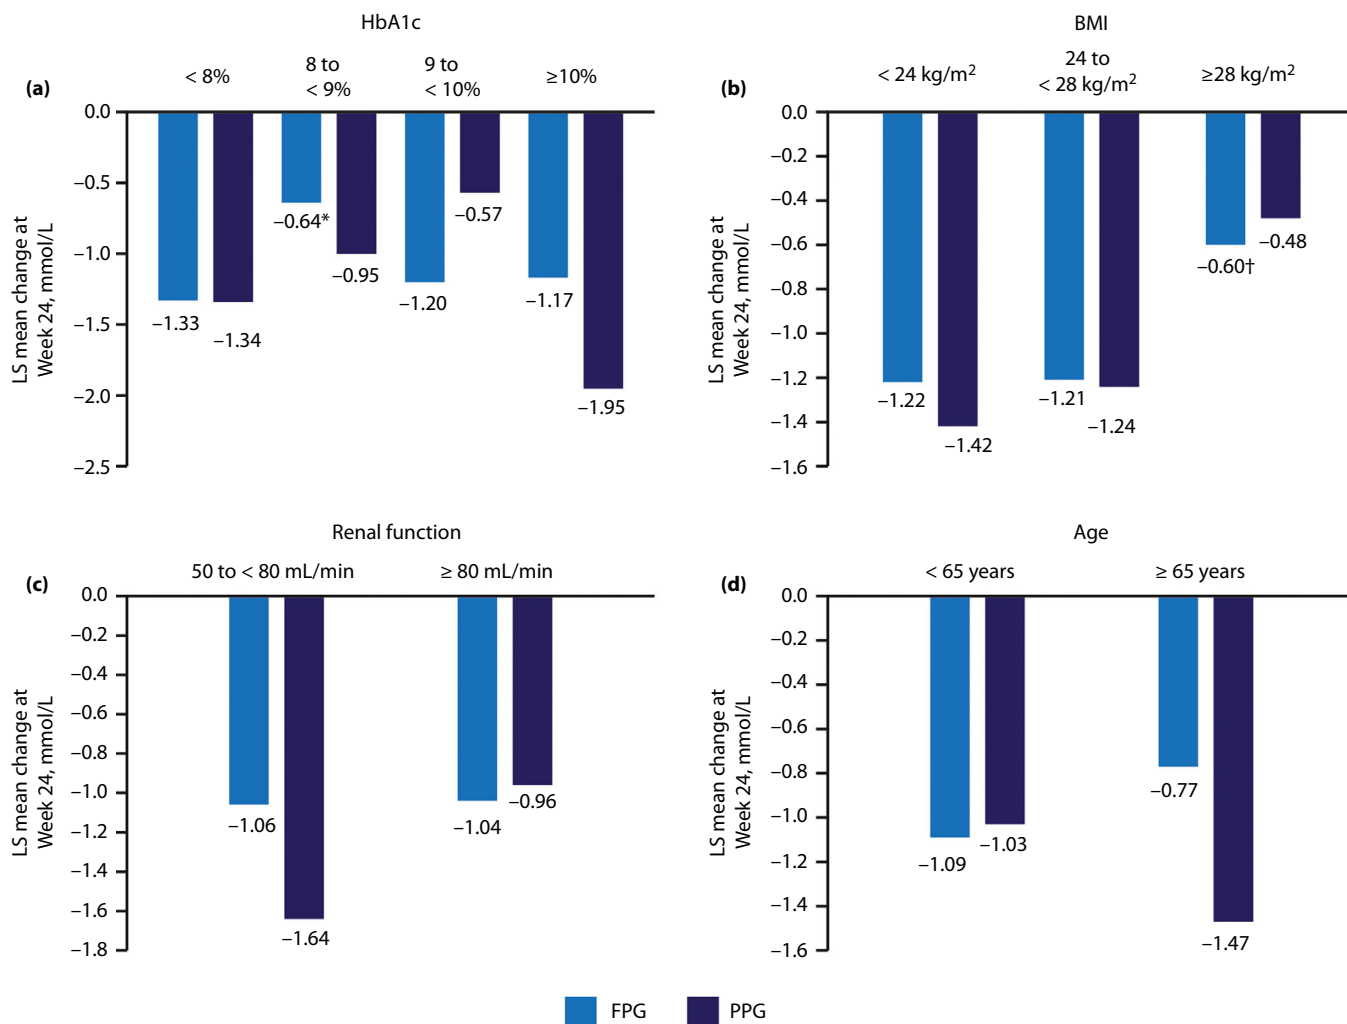 HbA1c
(a)
< 8%
8 to
< 9%
9 to
< 10%
≥10%
LS mean change at
Week 24, mmol/L
0.0
−0.5
−1.0
−1.5
−2.0
−2.5
−1.33
−1.34
−0.64*
−0.95
−1.20
−0.57
−1.17
−1.95
BMI
(b)
< 24 kg/m²
24 to
< 28 kg/m²
≥28 kg/m²
LS mean change at
Week 24, mmol/L
0.0
−0.2
−0.4
−0.6
−0.8
−1.0
−1.2
−1.4
−1.6
−1.22
−1.42
−1.21
−1.24
−0.60†
−0.48
Renal function
(c)
50 to < 80 mL/min
≥ 80 mL/min
LS mean change at
Week 24, mmol/L
0.0
−0.2
−0.4
−0.6
−0.8
−1.0
−1.2
−1.4
−1.6
−1.8
−1.06
−1.64
−1.04
−0.96
Age
(d)
< 65 years
≥ 65 years
LS mean change at
Week 24, mmol/L
0.0
−0.2
−0.4
−0.6
−0.8
−1.0
−1.2
−1.4
−1.6
−1.09
−1.03
−0.77
−1.47
FPG
PPG